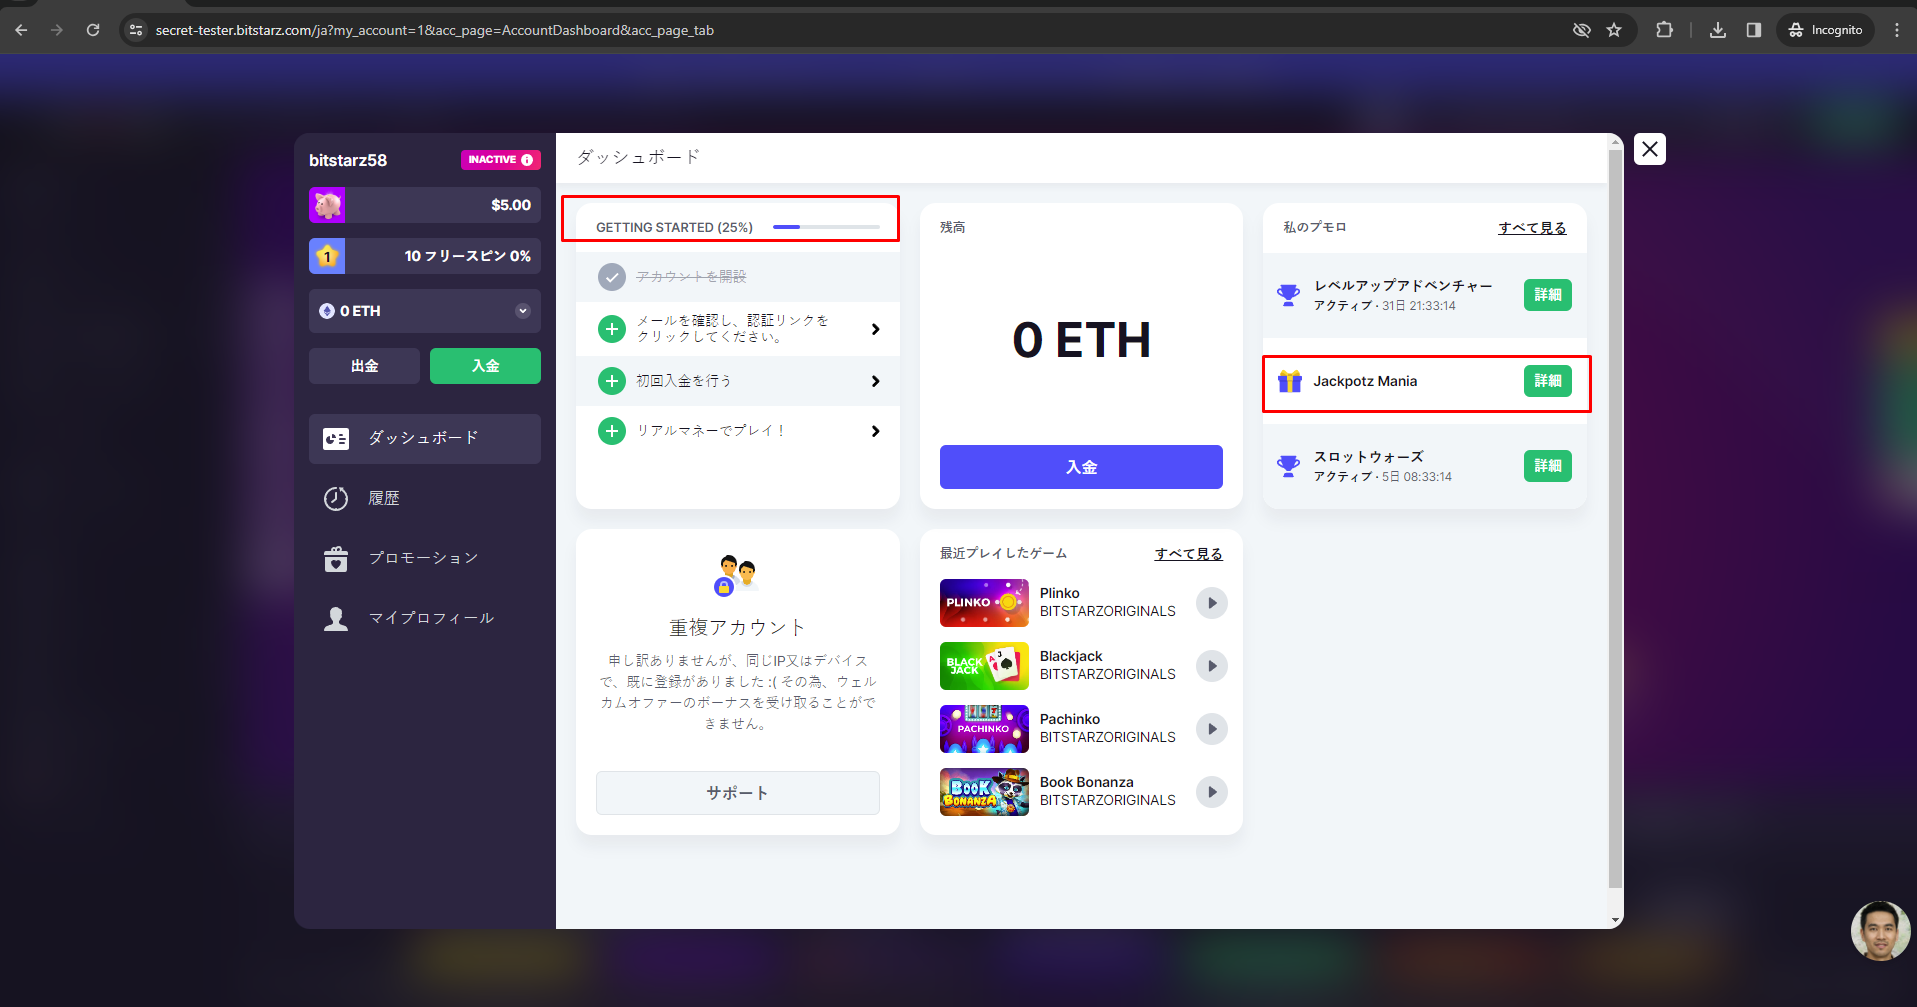 secret-tester.bitstarz.com/ja?my_account=1&acc_page=AccountDashboard&acc_page_tab
Incognito
bitstarz58
INACTIVE
$5.00
1
10 フリースピン 0%
0 ETH
出金
入金
ダッシュボード
履歴
プロモーション
マイプロフィール
ダッシュボード
GETTING STARTED (25%)
アカウントを開設
メールを確認し、認証リンクを
クリックしてください。
初回入金を行う
リアルマネーでプレイ！
残高
0 ETH
入金
私のプロモ
すべて見る
レベルアップアドベンチャー
アクティブ · 31日 21:33:14
詳細
Jackpotz Mania
詳細
スロットウォーズ
アクティブ · 5日 08:33:14
詳細
重複アカウント
申し訳ありませんが、同じIP又はデバイス
で、既に登録がありました :( その為、ウェル
カムオファーのボーナスを受け取ることがで
きません。
サポート
最近プレイしたゲーム
すべて見る
PLINKO
Plinko
BITSTARZORIGINALS
BLACK
JACK
Blackjack
BITSTARZORIGINALS
PACHINKO
Pachinko
BITSTARZORIGINALS
BOOK
BONANZA
Book Bonanza
BITSTARZORIGINALS